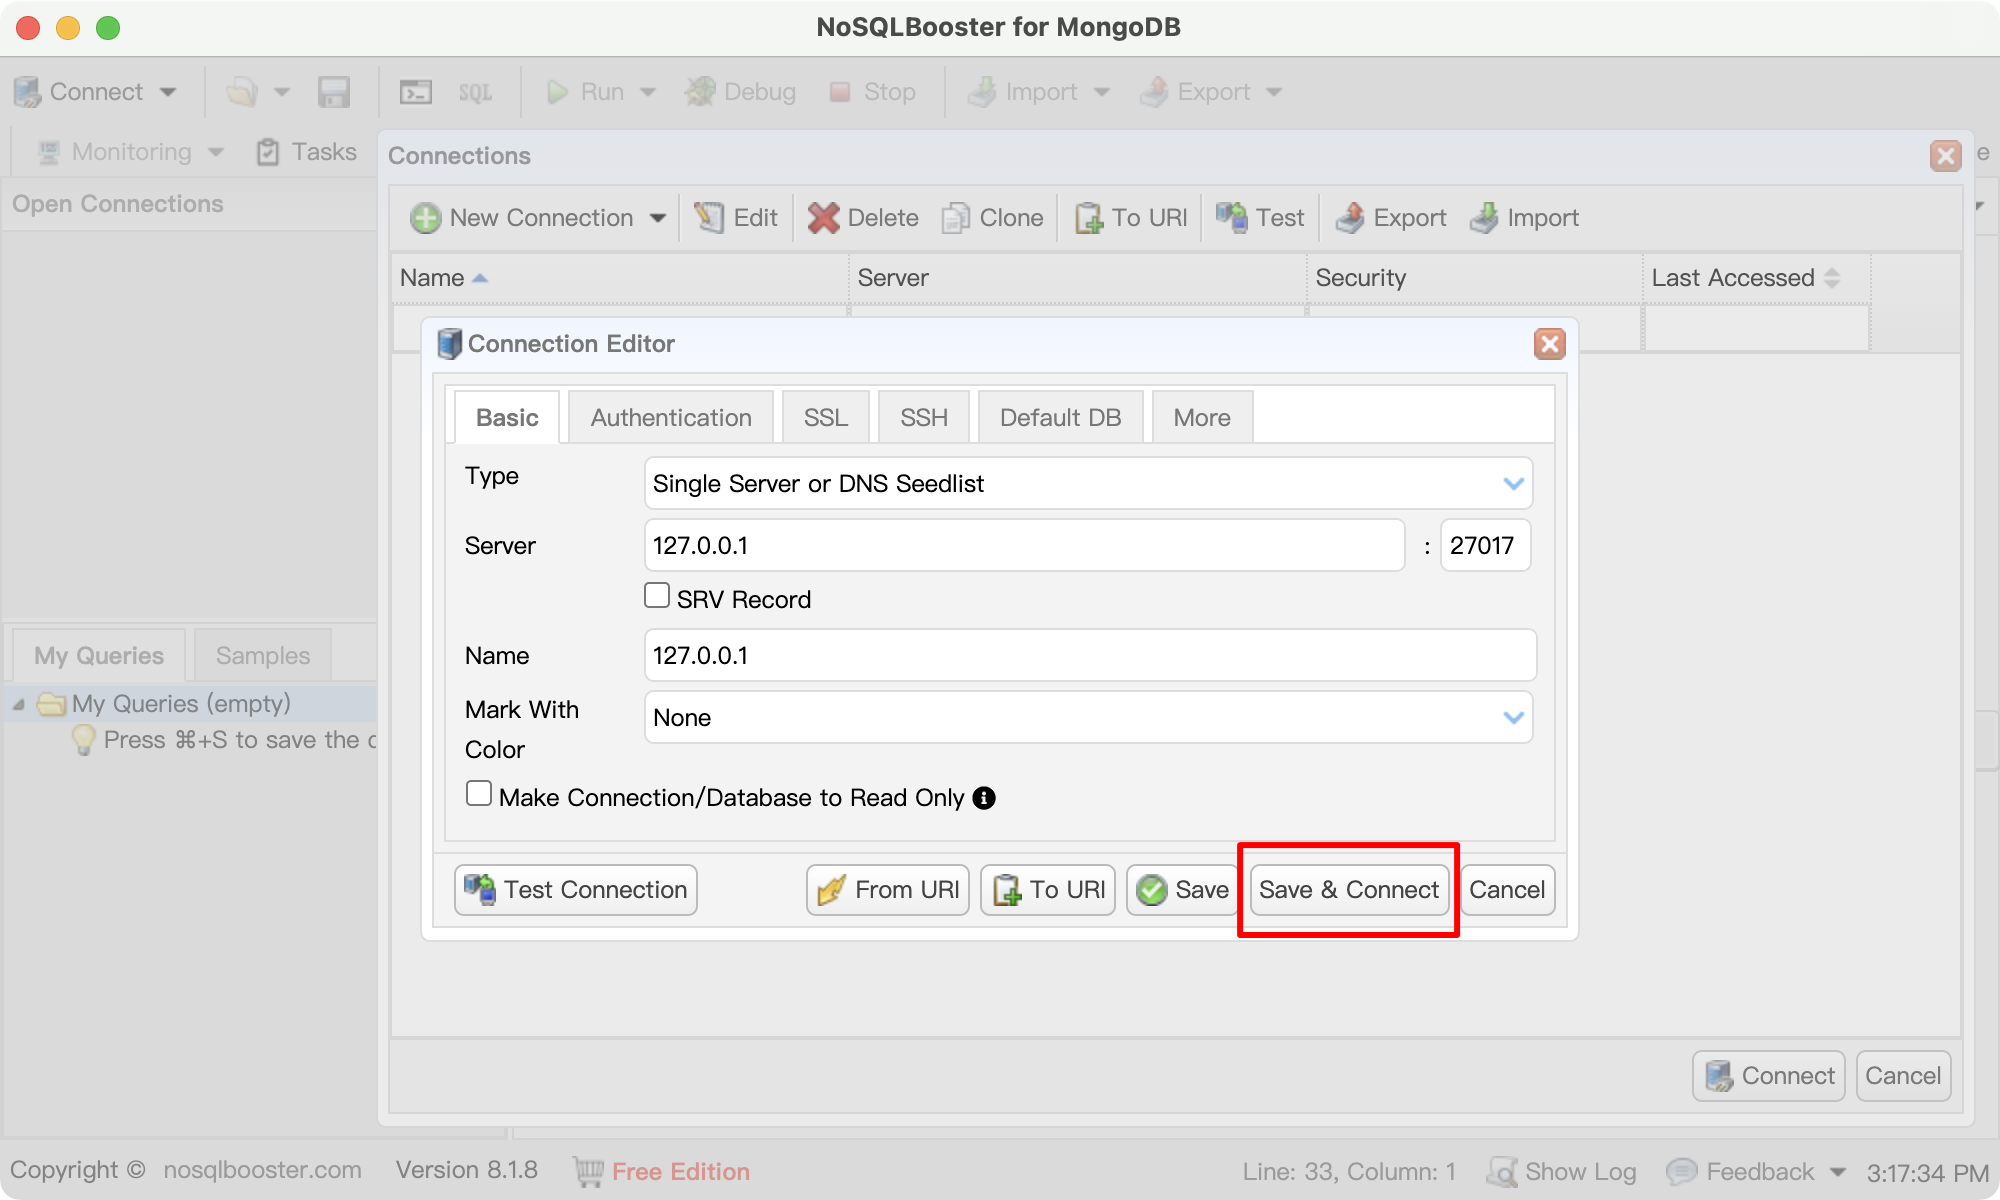 NoSQLBooster for MongoDB
Connect
SQL
Run
Debug
Stop
Import
Export
Monitoring
Tasks
Open Connections
Connections
New Connection
Edit
Delete
Clone
To URI
Test
Export
Import
Name
Server
Security
Last Accessed
Connection Editor
Basic
Authentication
SSL
SSH
Default DB
More
Type
Single Server or DNS Seedlist
Server
127.0.0.1
:
27017
SRV Record
Name
127.0.0.1
Mark With
Color
None
Make Connection/Database to Read Only
Test Connection
From URI
To URI
Save
Save & Connect
Cancel
My Queries
Samples
My Queries (empty)
Press ⌘+S to save the
Connect
Cancel
Copyright © nosqlbooster.com
Version 8.1.8
Free Edition
Line: 33, Column: 1
Show Log
Feedback
3:17:34 PM